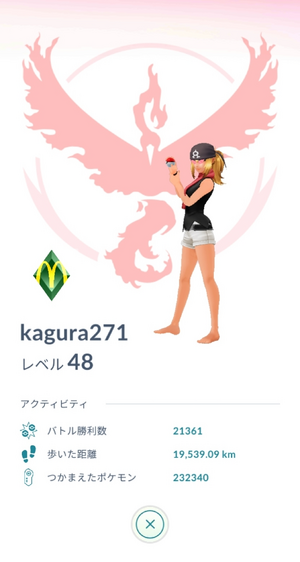 kagura271
レベル 48
アクティビティ
バトル勝利数 21361
歩いた距離 19,539.09 km
つかまえたポケモン 232340